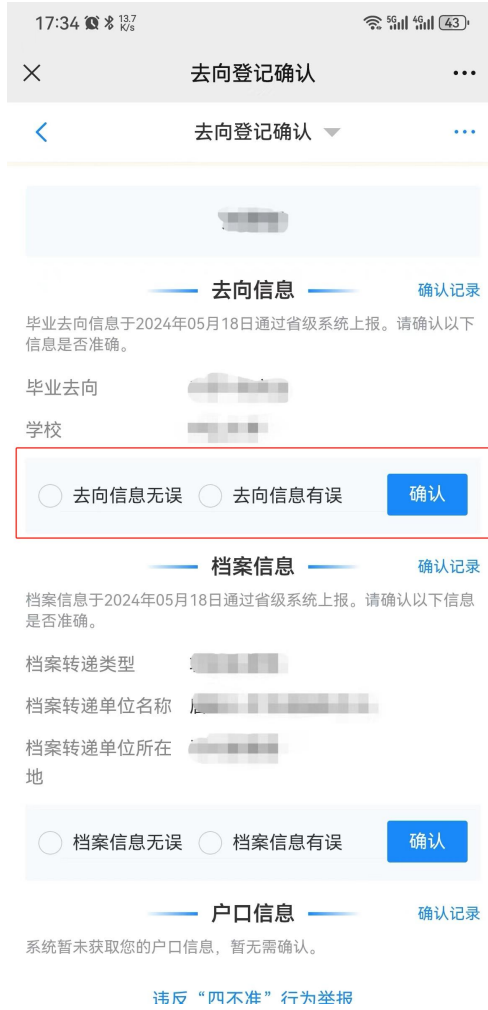 17:34 13.7 K/s 5G 4G 43
去向登记确认
去向登记确认
去向信息 确认记录
毕业去向信息于2024年05月18日通过省级系统上报。请确认以下
信息是否准确。
毕业去向
学校
去向信息无误 去向信息有误 确认
档案信息 确认记录
档案信息于2024年05月18日通过省级系统上报。请确认以下信息
是否准确。
档案转递类型
档案转递单位名称
档案转递单位所在
地
档案信息无误 档案信息有误 确认
户口信息 确认记录
系统暂未获取您的户口信息，暂无需确认。
违反“四不准”行为举报